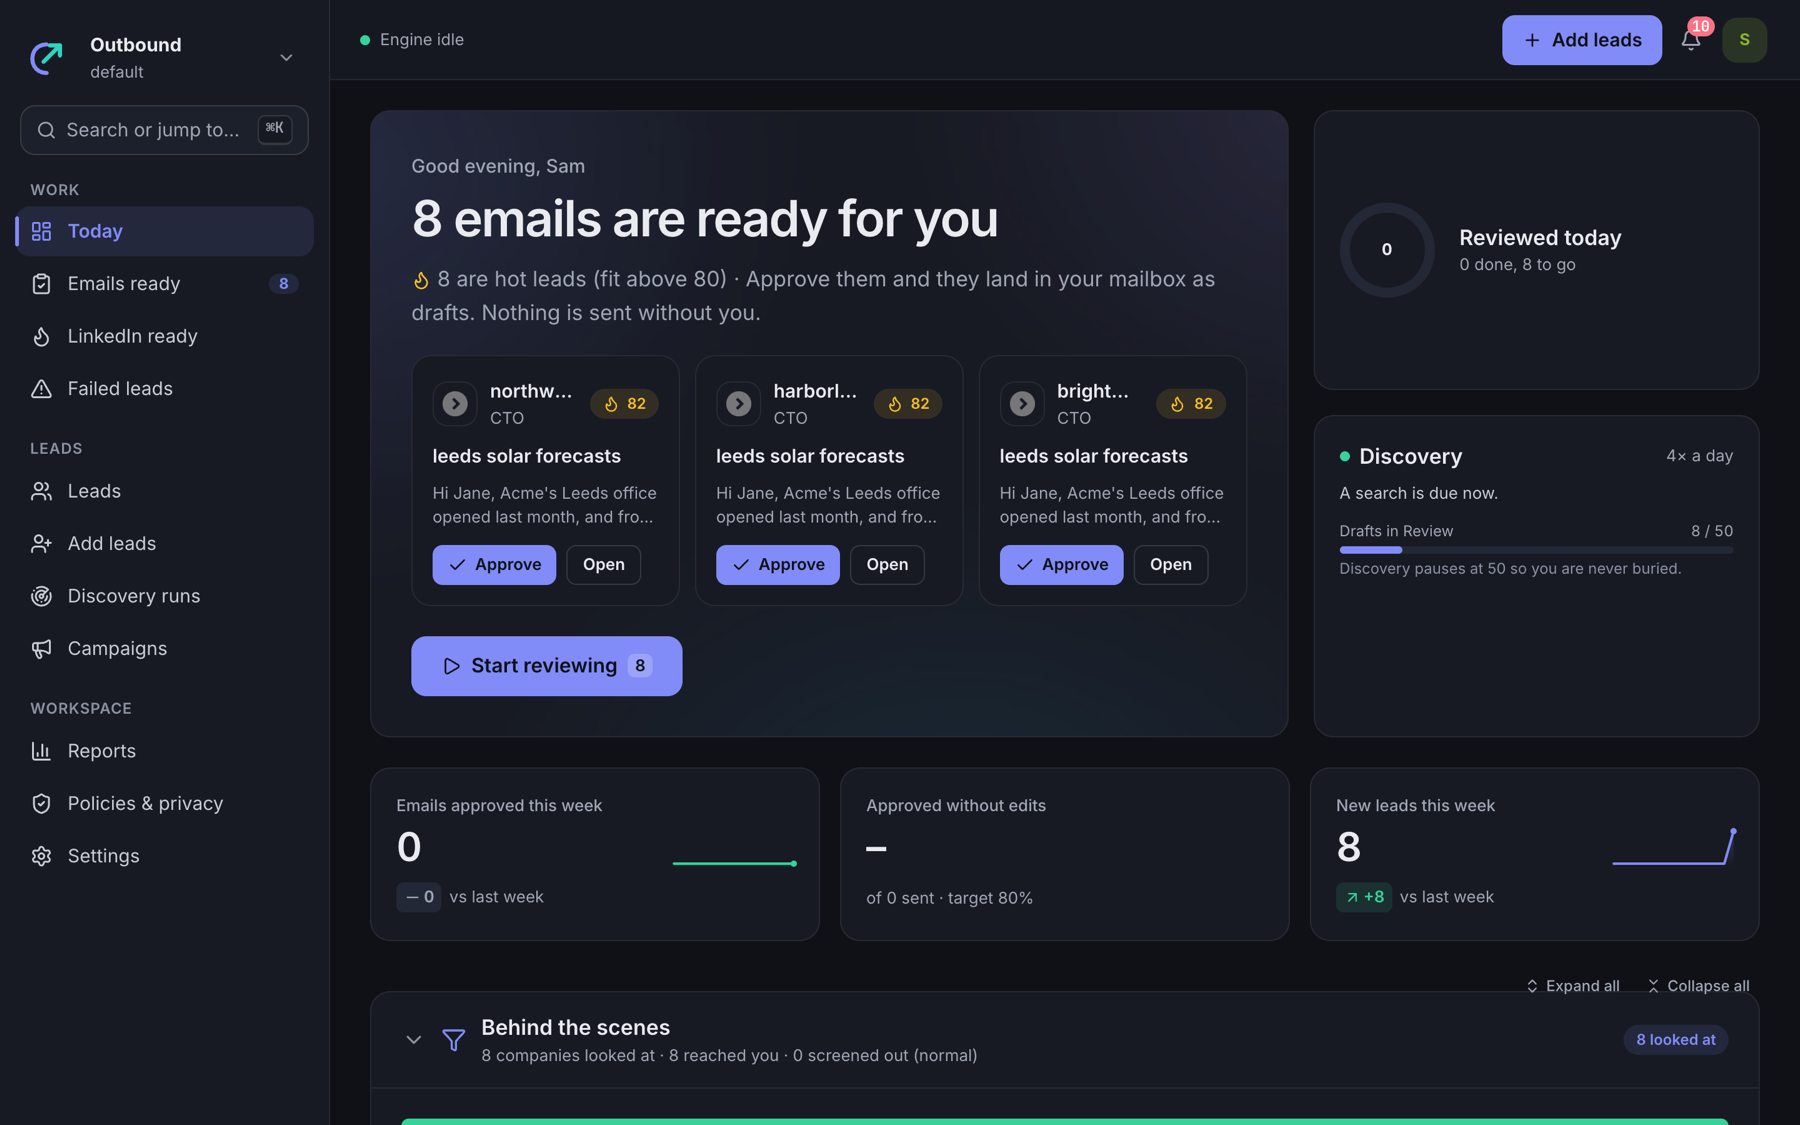 Outbound
default
Search or jump to...
⌘K
WORK
Today
Emails ready
8
LinkedIn ready
Failed leads
LEADS
Leads
Add leads
Discovery runs
Campaigns
WORKSPACE
Reports
Policies & privacy
Settings
Engine idle
+ Add leads
10
S
Good evening, Sam
8 emails are ready for you
8 are hot leads (fit above 80) · Approve them and they land in your mailbox as
drafts. Nothing is sent without you.
northw...
CTO
82
leeds solar forecasts
Hi Jane, Acme's Leeds office
opened last month, and fro...
Approve
Open
harborl...
CTO
82
leeds solar forecasts
Hi Jane, Acme's Leeds office
opened last month, and fro...
Approve
Open
bright...
CTO
82
leeds solar forecasts
Hi Jane, Acme's Leeds office
opened last month, and fro...
Approve
Open
Start reviewing 8
0
Reviewed today
0 done, 8 to go
Discovery
4× a day
A search is due now.
Drafts in Review
8 / 50
Discovery pauses at 50 so you are never buried.
Emails approved this week
0
– 0 vs last week
Approved without edits
–
of 0 sent · target 80%
New leads this week
8
+8 vs last week
Expand all
Collapse all
Behind the scenes
8 companies looked at · 8 reached you · 0 screened out (normal)
8 looked at